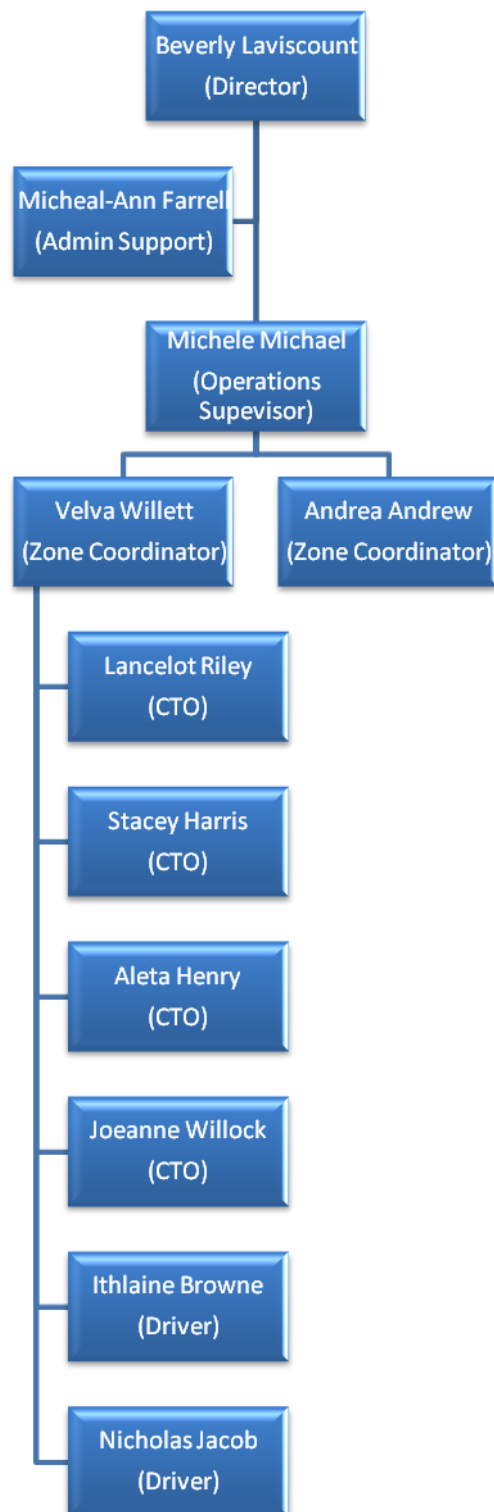 Beverly Laviscount
(Director)
Micheal-Ann Farrell
(Admin Support)
Michele Michael
(Operations
Supevisor)
Velva Willett
(Zone Coordinator)
Andrea Andrew
(Zone Coordinator)
Lancelot Riley
(CTO)
Stacey Harris
(CTO)
Aleta Henry
(CTO)
Joeanne Willock
(CTO)
Ithlaine Browne
(Driver)
Nicholas Jacob
(Driver)